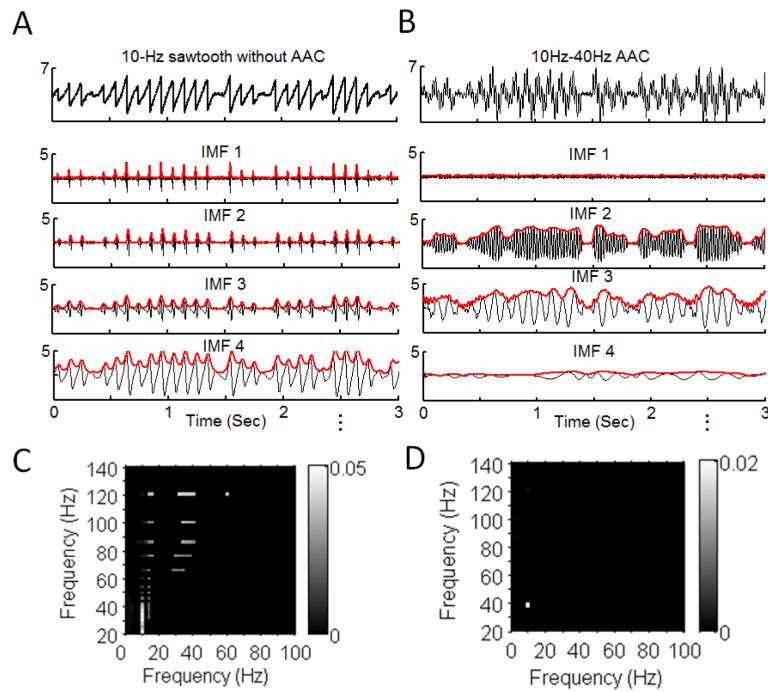 A
10-Hz sawtooth without AAC
7
IMF 1
5
IMF 2
5
IMF 3
5
IMF 4
5
0 1 2 3
Time (Sec)
⋮
B
10Hz-40Hz AAC
7
IMF 1
5
IMF 2
5
IMF 3
5
IMF 4
5
0 1 2 3
Time (Sec)
⋮
C
Frequency (Hz)
140
120
100
80
60
40
20
0 20 40 60 80 100
Frequency (Hz)
0.05
0
D
Frequency (Hz)
140
120
100
80
60
40
20
0 20 40 60 80 100
Frequency (Hz)
0.02
0